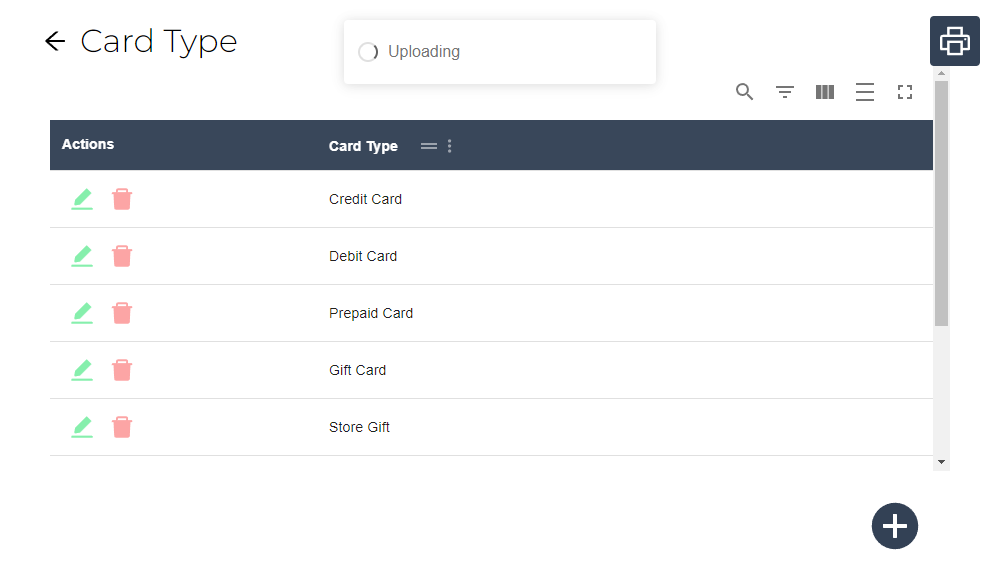 Card Type
Uploading
Actions
Card Type
Credit Card
Debit Card
Prepaid Card
Gift Card
Store Gift